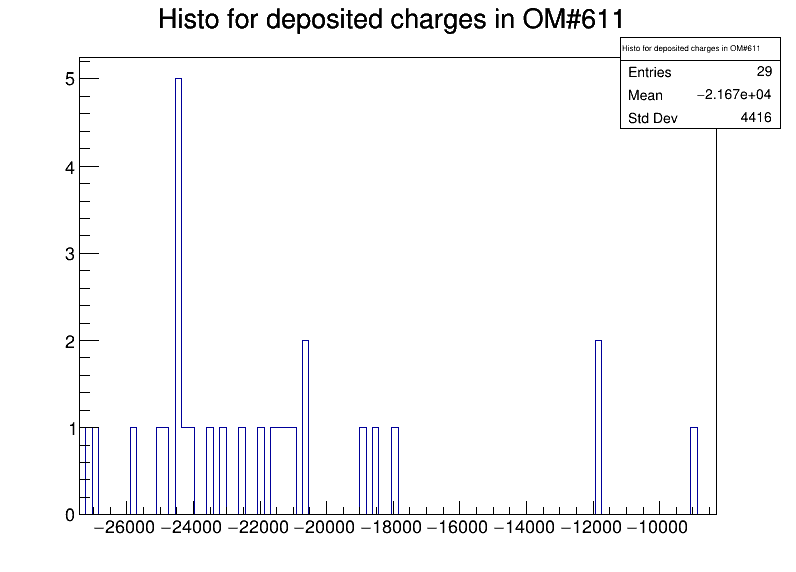 Histo for deposited charges in OM#611
Histo for deposited charges in OM#611
Entries 29
Mean −2.167e+04
Std Dev 4416
5
4
3
2
1
0
−26000 −24000 −22000 −20000 −18000 −16000 −14000 −12000 −10000